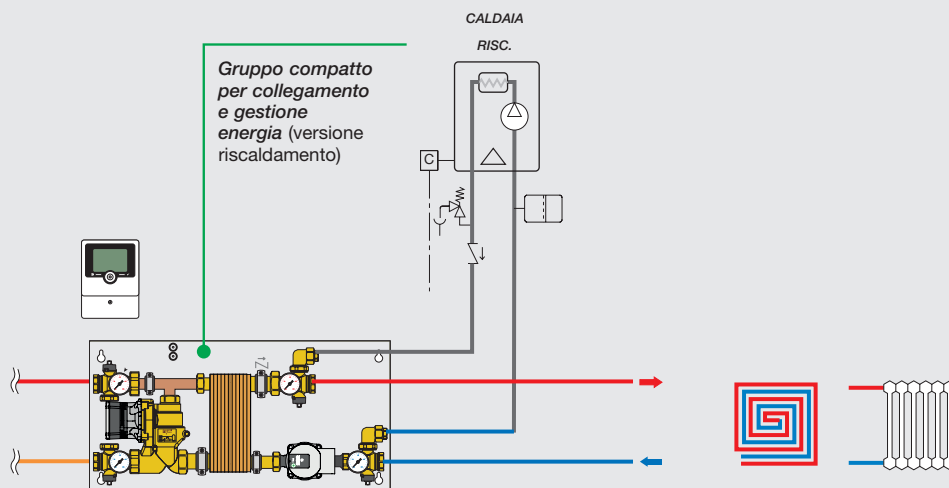 CALDAIA
RISC.
Gruppo compatto
per collegamento
e gestione
energia (versione
riscaldamento)
C